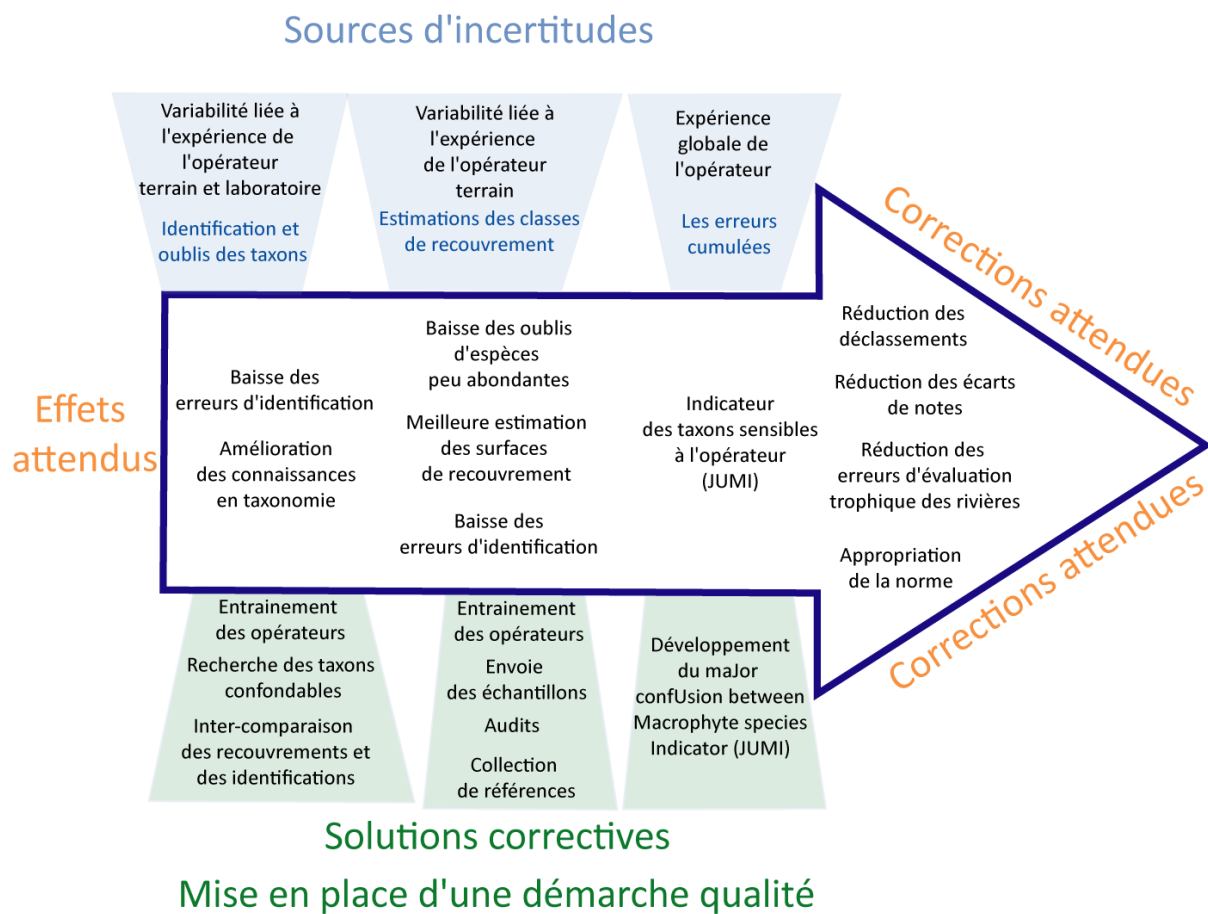 Sources d'incertitudes
Variabilité liée à
l'expérience de
l'opérateur
terrain et laboratoire
Identification et
oublis des taxons
Variabilité liée à
l'expérience
de l'opérateur
terrain
Estimations des classes
de recouvrement
Expérience
globale de
l'opérateur
Les erreurs
cumulées
Effets
attendus
Baisse des
erreurs d'identification
Amélioration
des connaissances
en taxonomie
Baisse des oublis
d'espèces
peu abondantes
Meilleure estimation
des surfaces
de recouvrement
Baisse des
erreurs d'identification
Indicateur
des taxons sensibles
à l'opérateur
(JUMI)
Réduction des
déclassements
Réduction des écarts
de notes
Réduction des
erreurs d'évaluation
trophique des rivières
Appropriation
de la norme
Corrections attendues
Corrections attendues
Entrainement
des opérateurs
Recherche des taxons
confondables
Inter-comparaison
des recouvrements et
des identifications
Entrainement
des opérateurs
Envoie
des échantillons
Audits
Collection
de références
Développement
du maJor
confUsion between
Macrophyte species
Indicator (JUMI)
Solutions correctives
Mise en place d'une démarche qualité